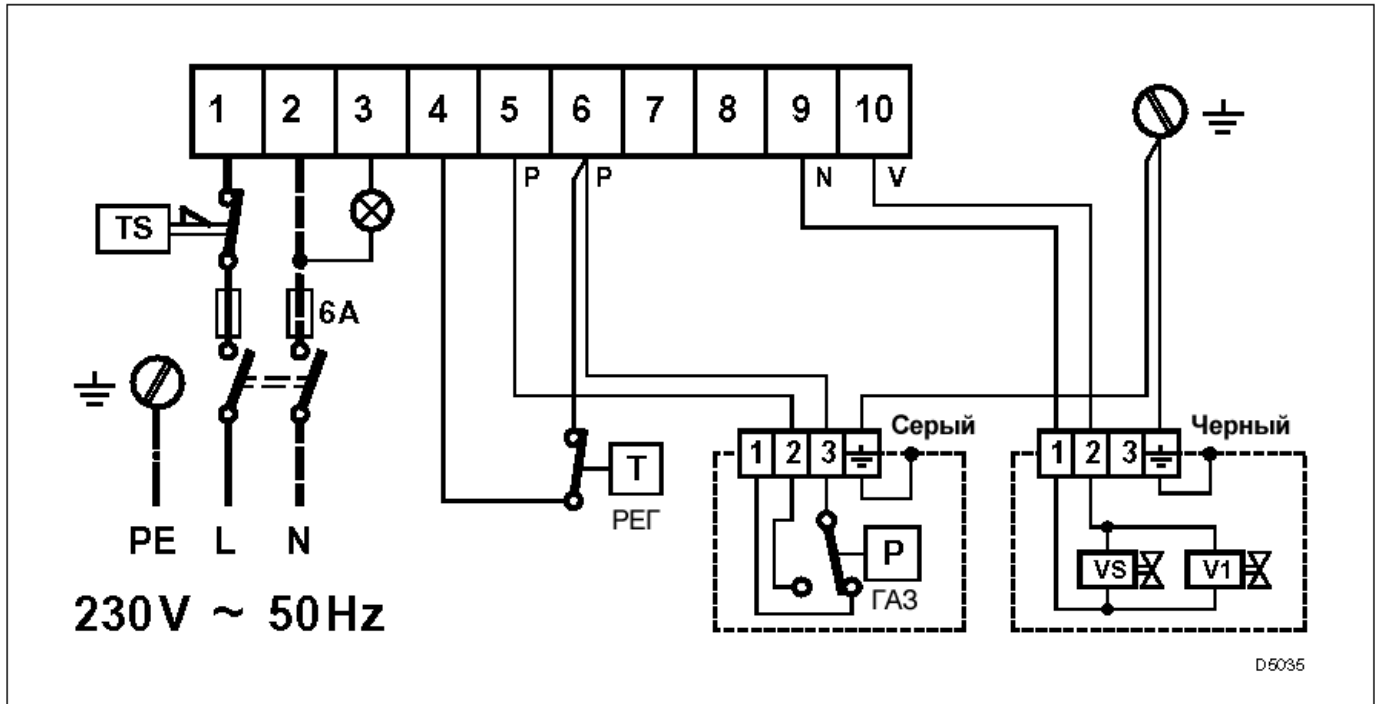 1 2 3 4 5 6 7 8 9 10
P P N V
TS
6A
Серый
Черный
1 2 3
1 2 3
T
РЕГ
P
ГАЗ
VS
V1
PE L N
230V ~ 50Hz
D5035